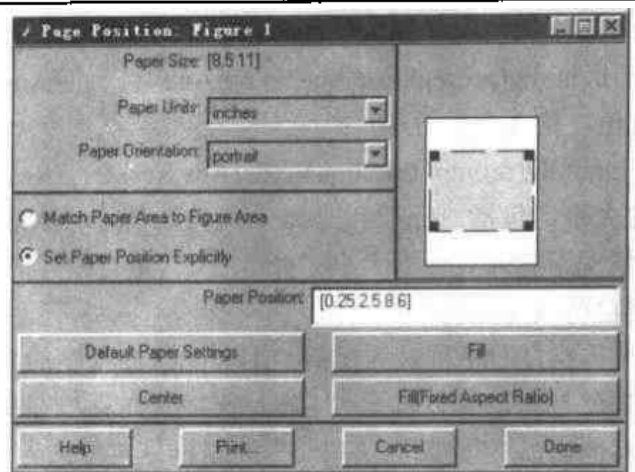 Page Position: Figure 1
Paper Size: [8.5 11]
Paper Units: inches
Paper Orientation: portrait
Match Paper Area to Figure Area
Set Paper Position Explicitly
Paper Position: [0.25 2.5 8 6]
Default Paper Settings
Fill
Center
Fill(Fixed Aspect Ratio)
Help
Print...
Cancel
Done